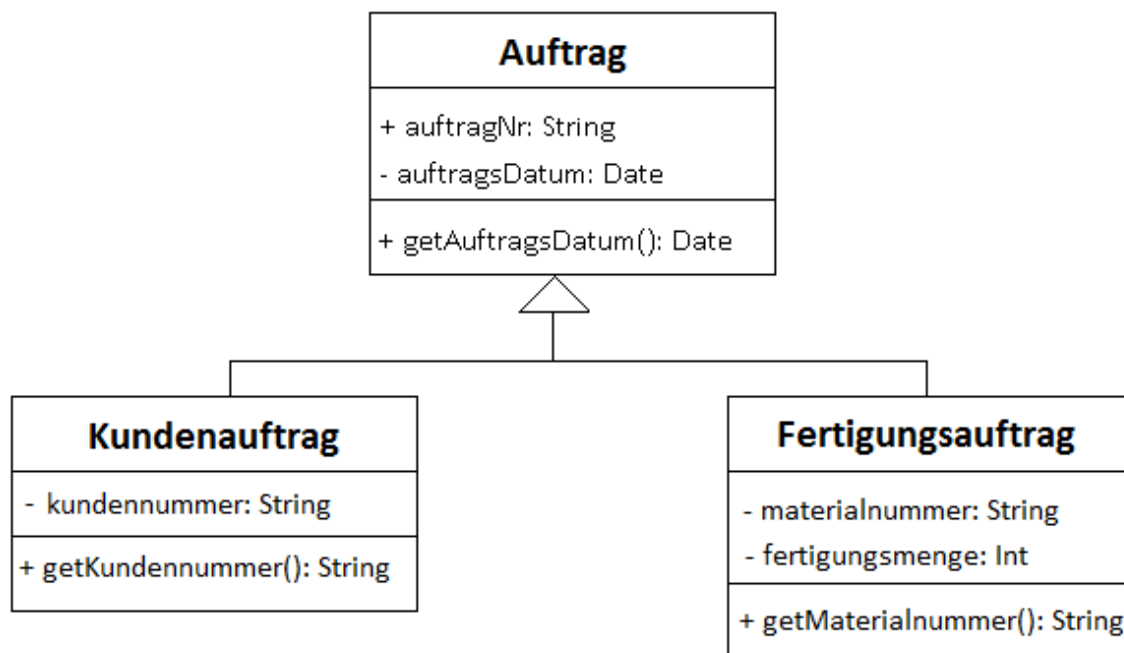 Auftrag
+ auftragNr: String
- auftragsDatum: Date
+ getAuftragsDatum(): Date
Kundenauftrag
- kundennummer: String
+ getKundennummer(): String
Fertigungsauftrag
- materialnummer: String
- fertigungsmenge: Int
+ getMaterialnummer(): String